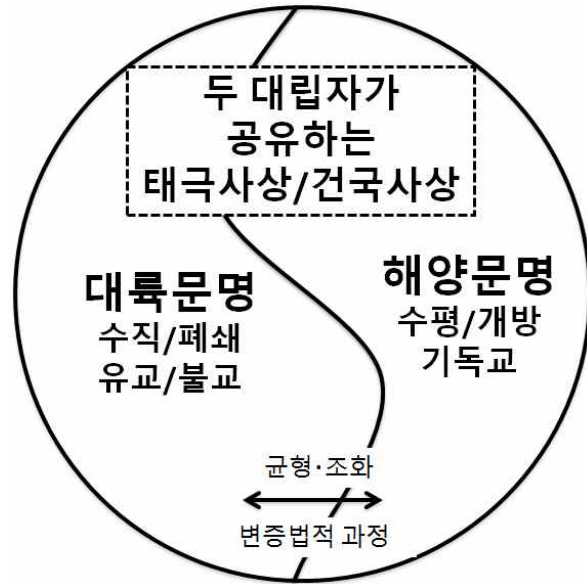 두 대립자가
공유하는
태극사상/건국사상
대륙문명
수직/폐쇄
유교/불교
해양문명
수평/개방
기독교
균형·조화
변증법적 과정